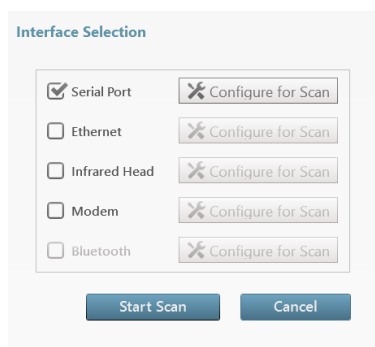 Interface Selection
Serial Port Configure for Scan
Ethernet Configure for Scan
Infrared Head Configure for Scan
Modem Configure for Scan
Bluetooth Configure for Scan
Start Scan Cancel